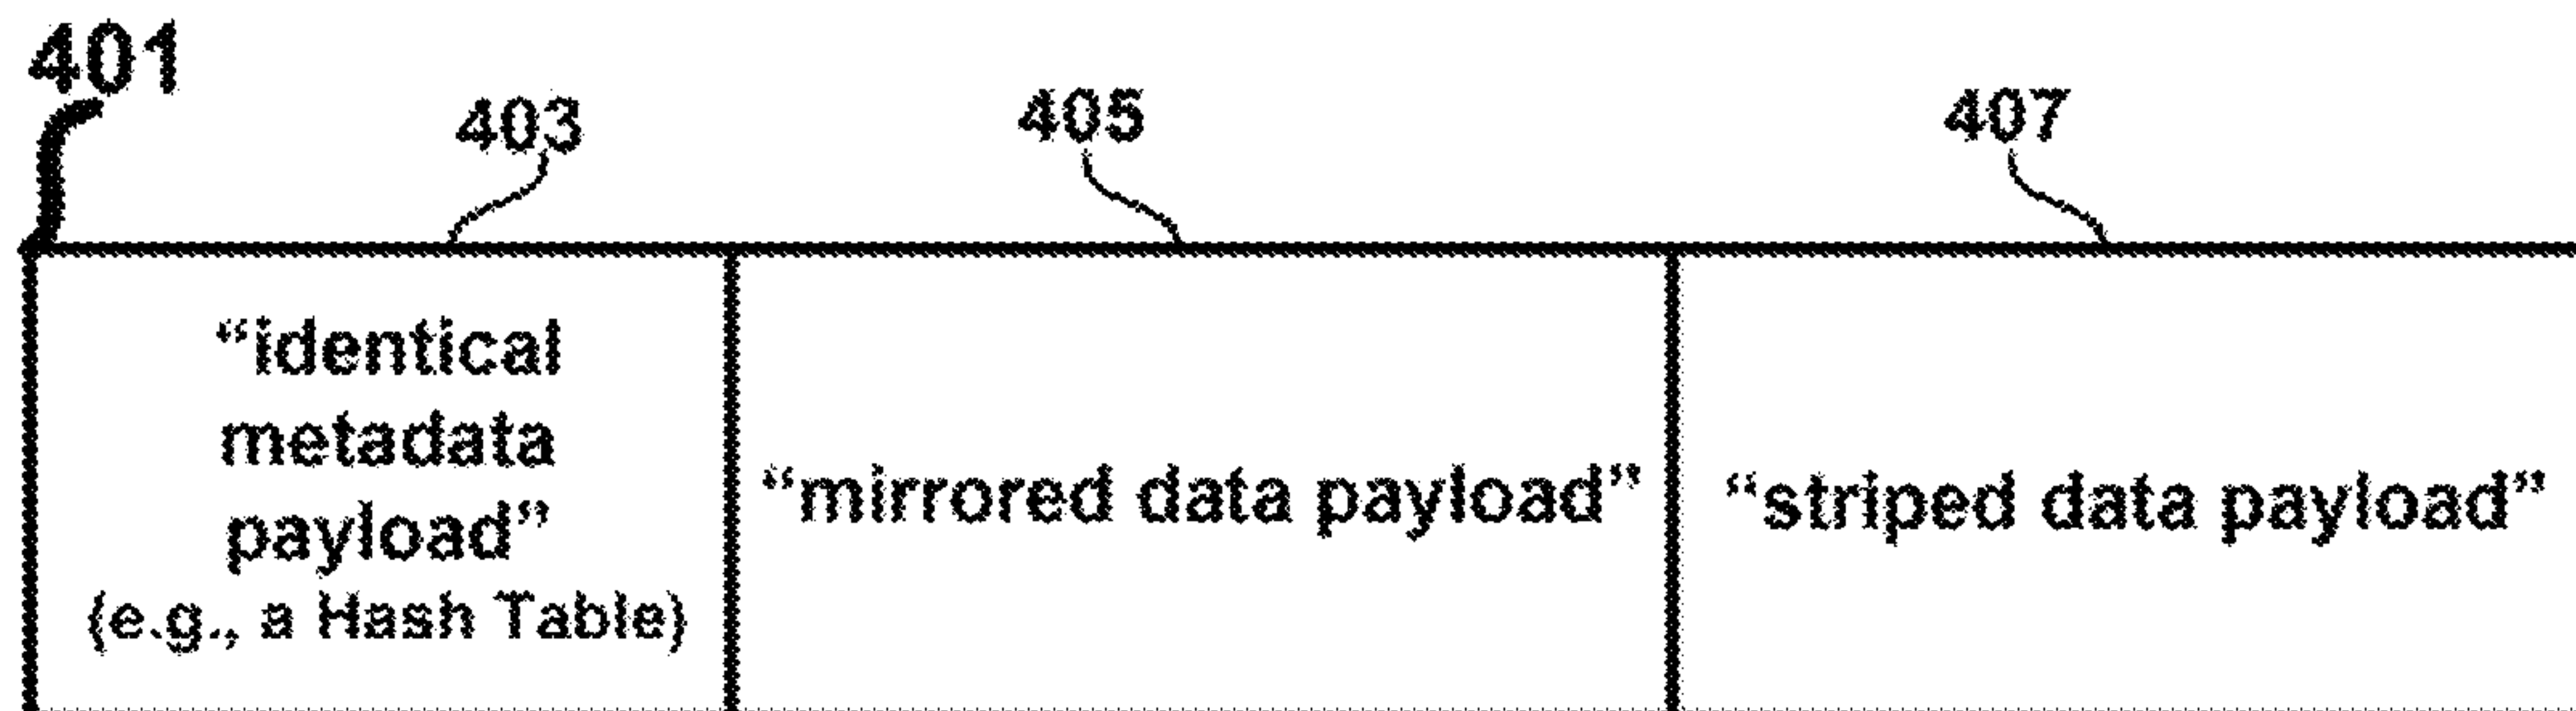 401
403
405
407
“identical
metadata
payload”
(e.g., a Hash Table)
“mirrored data payload”
“striped data payload”